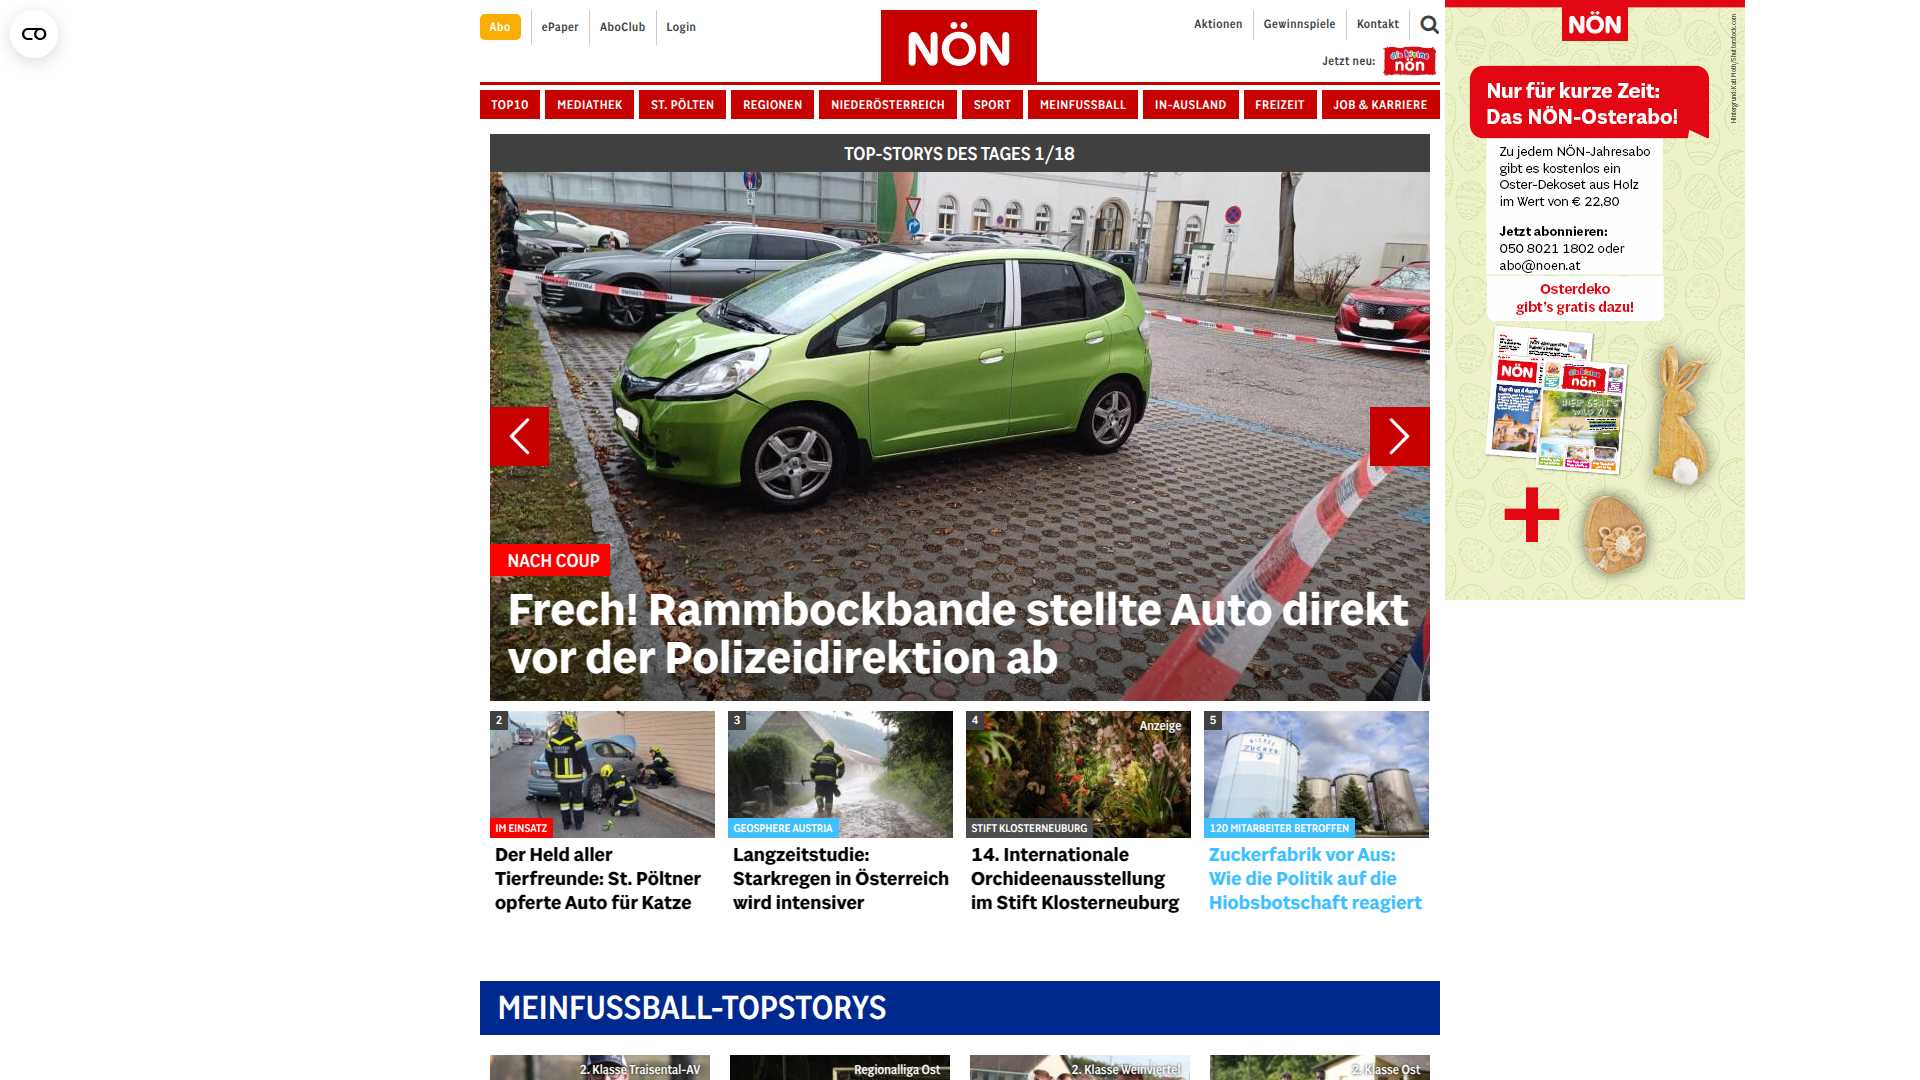 Abo
ePaper
AboClub
Login
NÖN
Aktionen
Gewinnspiele
Kontakt
Jetzt neu:
die kleine
nön
TOP10
MEDIATHEK
ST. PÖLTEN
REGIONEN
NIEDERÖSTERREICH
SPORT
MEINFUSSBALL
IN-AUSLAND
FREIZEIT
JOB & KARRIERE
TOP-STORYS DES TAGES 1/18
NACH COUP
Frech! Rammbockbande stellte Auto direkt
vor der Polizeidirektion ab
2
IM EINSATZ
Der Held aller
Tierfreunde: St. Pöltner
opferte Auto für Katze
3
GEOSPHERE AUSTRIA
Langzeitstudie:
Starkregen in Österreich
wird intensiver
4
Anzeige
STIFT KLOSTERNEUBURG
14. Internationale
Orchideenausstellung
im Stift Klosterneuburg
5
WIENER
ZUCKER
120 MITARBEITER BETROFFEN
Zuckerfabrik vor Aus:
Wie die Politik auf die
Hiobsbotschaft reagiert
MEINFUSSBALL-TOPSTORYS
2. Klasse Traisental-AV
Regionalliga Ost
2. Klasse Weinviertel
2. Klasse Ost
NÖN
Nur für kurze Zeit:
Das NÖN-Osterabo!
Zu jedem NÖN-Jahresabo
gibt es kostenlos ein
Oster-Dekoset aus Holz
im Wert von € 22,80
Jetzt abonnieren:
050 8021 1802 oder
abo@noen.at
Osterdeko
gibt's gratis dazu!
NÖN
die kleine
nön